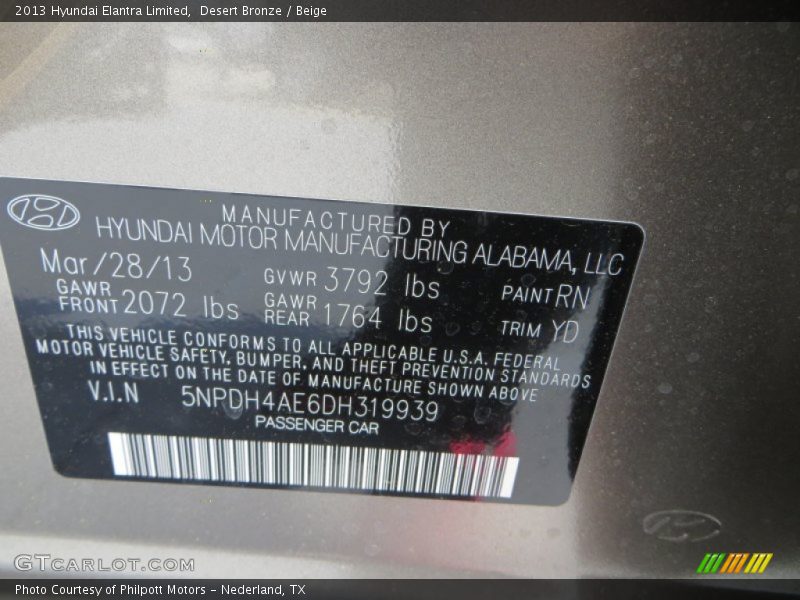 2013 Hyundai Elantra Limited, Desert Bronze / Beige
MANUFACTURED BY
HYUNDAI MOTOR MANUFACTURING ALABAMA, LLC
Mar/28/13 GVWR 3792 lbs PAINT RN
GAWR FRONT 2072 lbs GAWR REAR 1764 lbs TRIM YD
THIS VEHICLE CONFORMS TO ALL APPLICABLE U.S.A. FEDERAL
MOTOR VEHICLE SAFETY, BUMPER, AND THEFT PREVENTION STANDARDS
IN EFFECT ON THE DATE OF MANUFACTURE SHOWN ABOVE
V.I.N 5NPDH4AE6DH319939
PASSENGER CAR
GTCARLOT.COM
Photo Courtesy of Philpott Motors - Nederland, TX